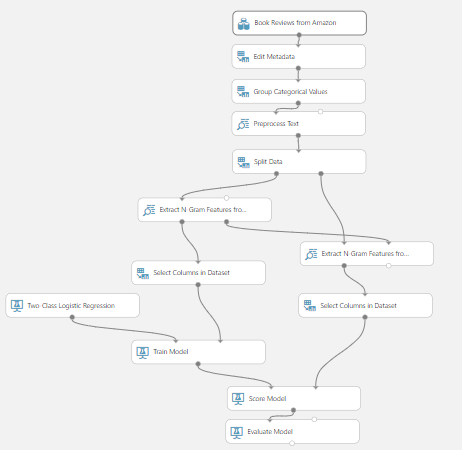 Book Reviews from Amazon
Edit Metadata
Group Categorical Values
Preprocess Text
Split Data
Extract N-Gram Features fro...
Extract N-Gram Features fro...
Select Columns in Dataset
Two-Class Logistic Regression
Select Columns in Dataset
Train Model
Score Model
Evaluate Model